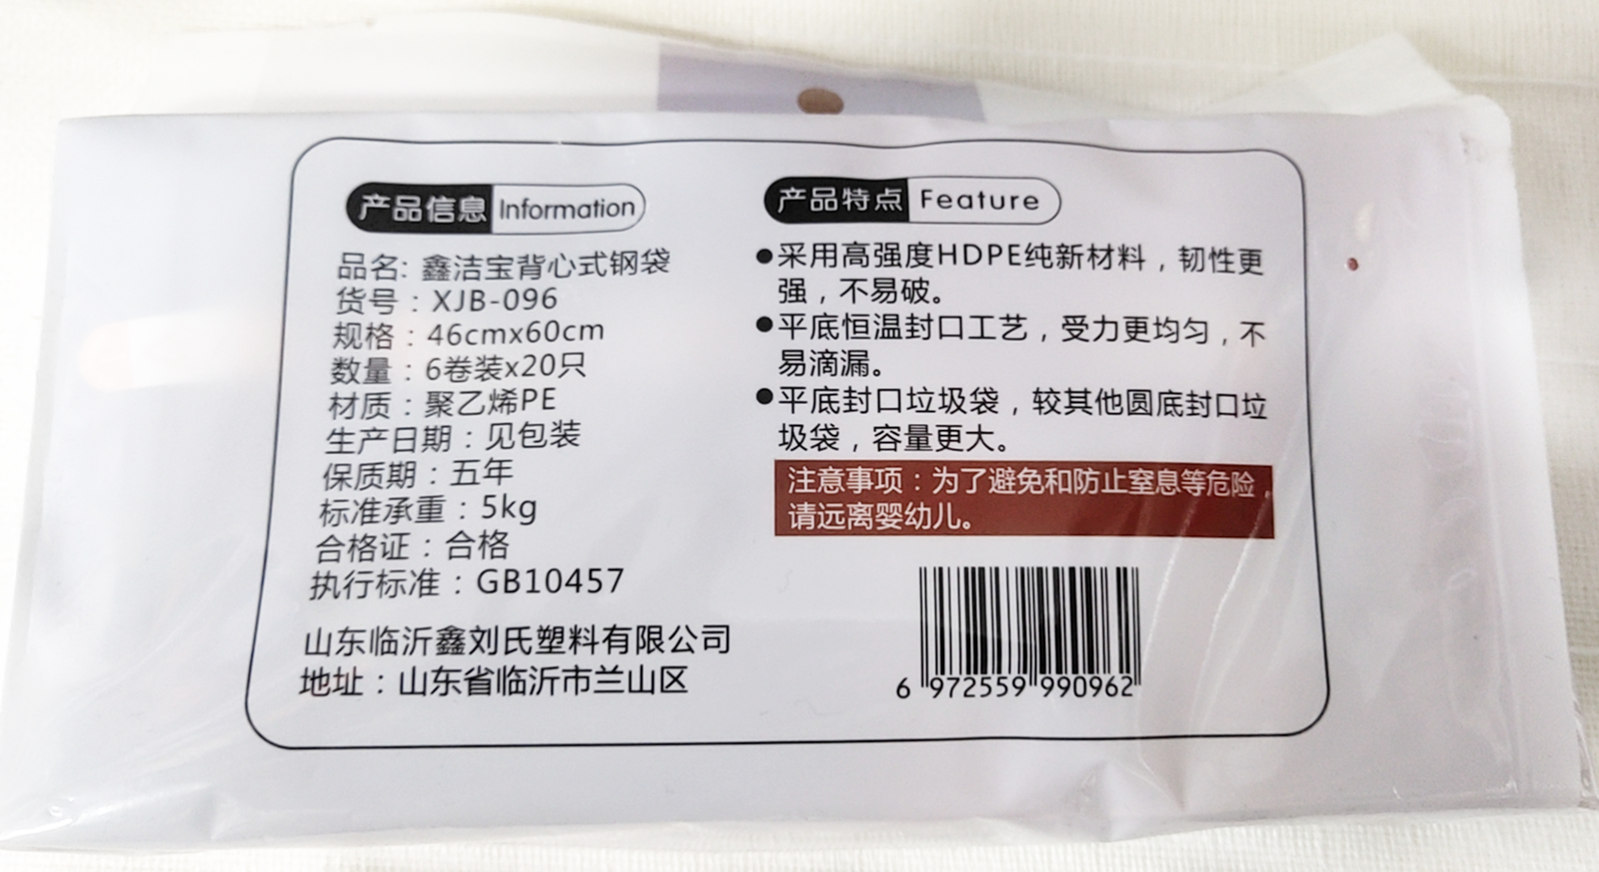 产品信息 Information
品名: 鑫洁宝背心式钢袋
货号：XJB-096
规格：46cmx60cm
数量：6卷装x20只
材质：聚乙烯PE
生产日期：见包装
保质期：五年
标准承重：5kg
合格证：合格
执行标准：GB10457
山东临沂鑫刘氏塑料有限公司
地址：山东省临沂市兰山区
产品特点 Feature
●采用高强度HDPE纯新材料，韧性更
强，不易破。
●平底恒温封口工艺，受力更均匀，不
易滴漏。
●平底封口垃圾袋，较其他圆底封口垃
圾袋，容量更大。
注意事项：为了避免和防止窒息等危险，
请远离婴幼儿。
6 972559 990962